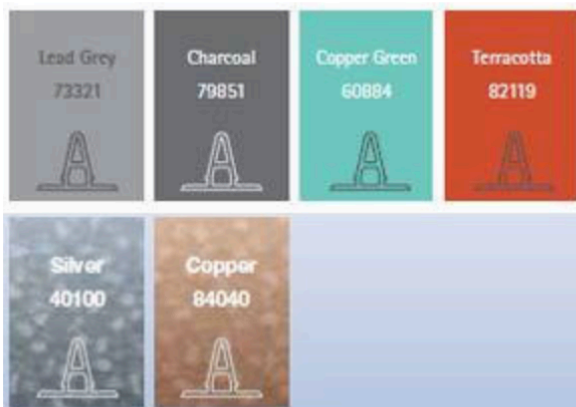 Lead Grey
73321
Charcoal
79851
Copper Green
60884
Terracotta
82119
Silver
40100
Copper
84040